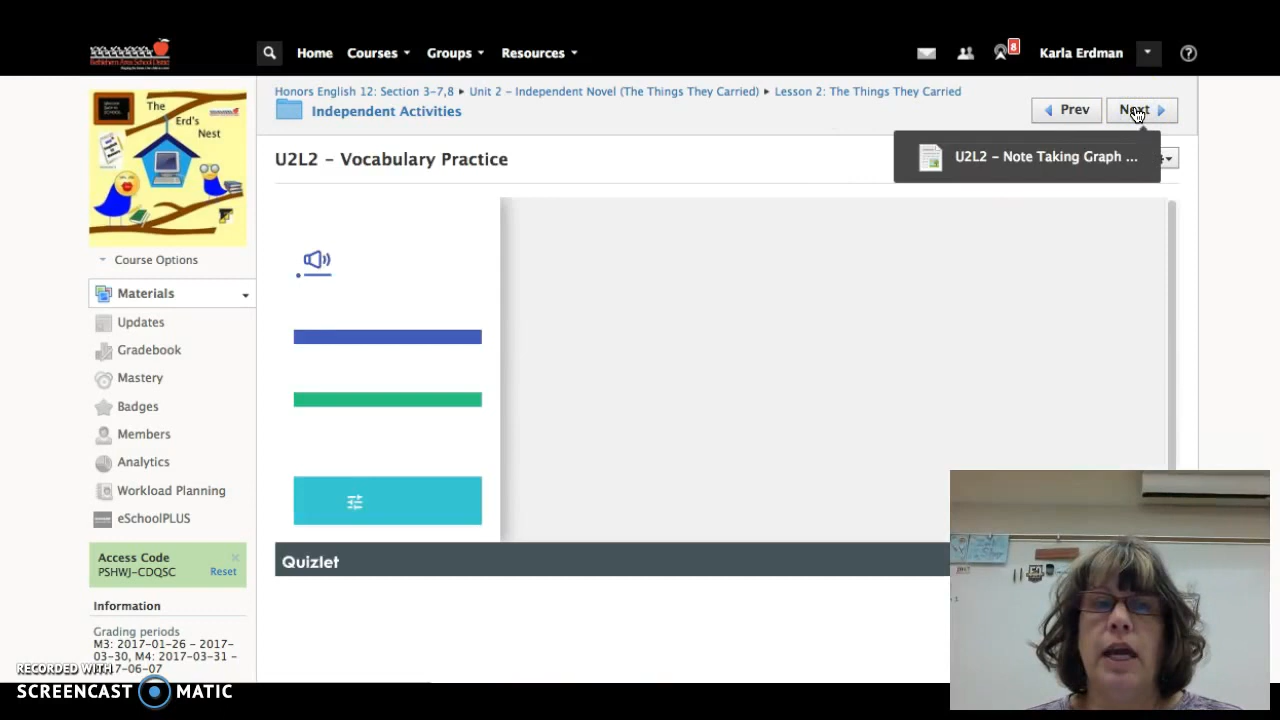 Home Courses Groups Resources
8
Karla Erdman
Honors English 12: Section 3-7,8 Unit 2 - Independent Novel (The Things They Carried) Lesson 2: The Things They Carried
Independent Activities
Prev
Next
U2L2 - Note Taking Graph ...
U2L2 - Vocabulary Practice
The
Erd's
Nest
Course Options
Materials
Updates
Gradebook
Mastery
Badges
Members
Analytics
Workload Planning
eSchoolPLUS
Access Code
PSHWJ-CDQSC
Reset
Information
Grading periods
M3: 2017-01-26 - 2017-
03-30, M4: 2017-03-31 -
Quizlet
RECORDED WITH
SCREENCAST MATIC